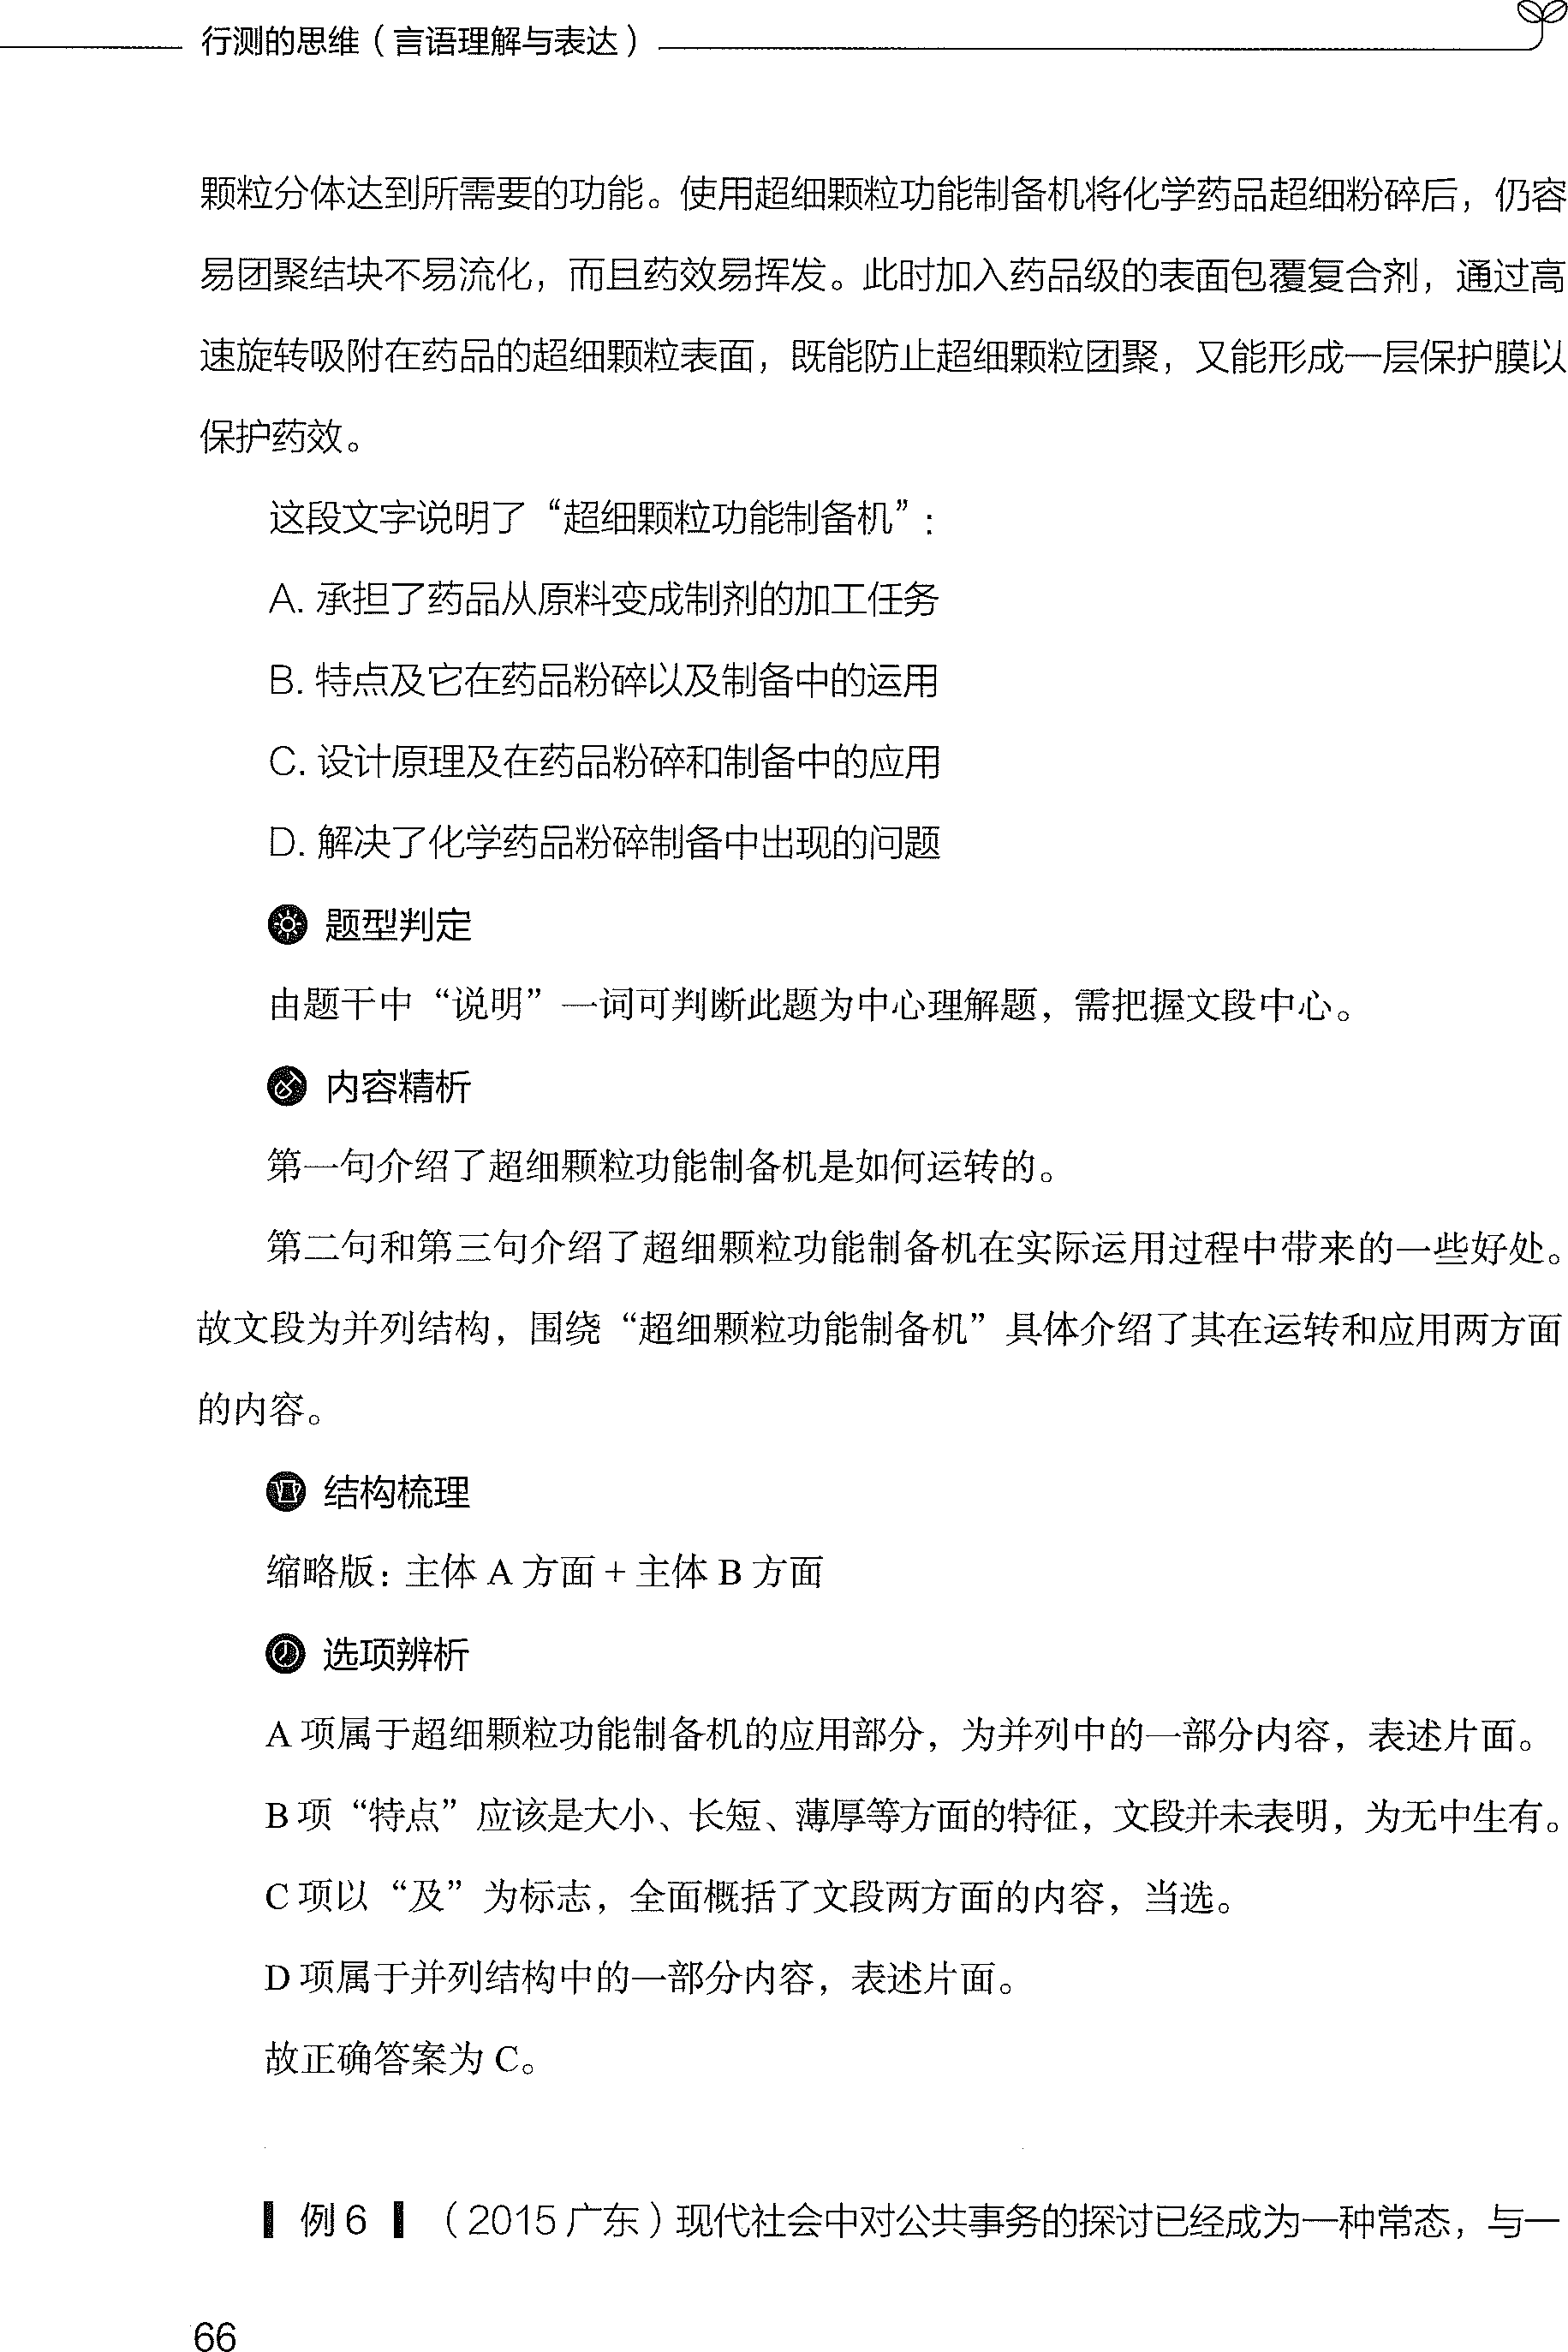 行测的思维（言语理解与表达）
颗粒分体达到所需要的功能。使用超细颗粒功能制备机将化学药品超细粉碎后，仍容
易团聚结块不易流化，而且药效易挥发。此时加入药品级的表面包覆复合剂，通过高
速旋转吸附在药品的超细颗粒表面，既能防止超细颗粒团聚，又能形成一层保护膜以
保护药效。
这段文字说明了“超细颗粒功能制备机”：
A. 承担了药品从原料变成制剂的加工任务
B. 特点及它在药品粉碎以及制备中的运用
C. 设计原理及在药品粉碎和制备中的应用
D. 解决了化学药品粉碎制备中出现的问题
题型判定
由题干中“说明”一词可判断此题为中心理解题，需把握文段中心。
内容精析
第一句介绍了超细颗粒功能制备机是如何运转的。
第二句和第三句介绍了超细颗粒功能制备机在实际运用过程中带来的一些好处。
故文段为并列结构，围绕“超细颗粒功能制备机”具体介绍了其在运转和应用两方面
的内容。
结构梳理
缩略版：主体 A 方面 + 主体 B 方面
选项辨析
A 项属于超细颗粒功能制备机的应用部分，为并列中的一部分内容，表述片面。
B 项“特点”应该是大小、长短、薄厚等方面的特征，文段并未表明，为无中生有。
C 项以“及”为标志，全面概括了文段两方面的内容，当选。
D 项属于并列结构中的一部分内容，表述片面。
故正确答案为 C。
例 6 （2015 广东）现代社会中对公共事务的探讨已经成为一种常态，与一
66